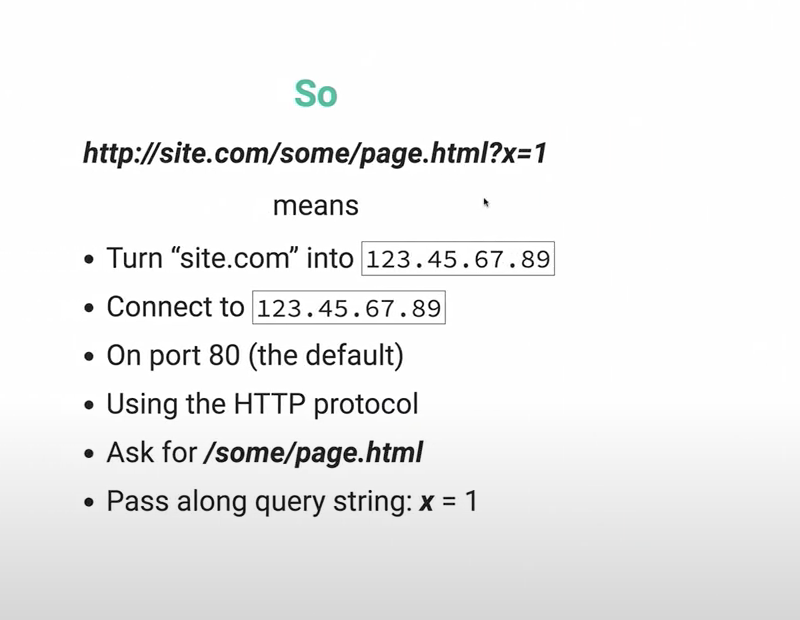 So
http://site.com/some/page.html?x=1
means
• Turn “site.com” into 123.45.67.89
• Connect to 123.45.67.89
• On port 80 (the default)
• Using the HTTP protocol
• Ask for /some/page.html
• Pass along query string: x = 1